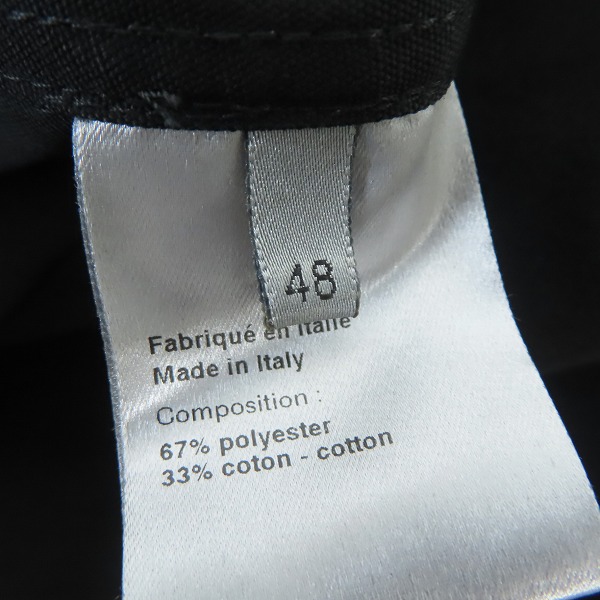 48
Fabriqué en Italie
Made in Italy
Composition :
67% polyester
33% coton - cotton